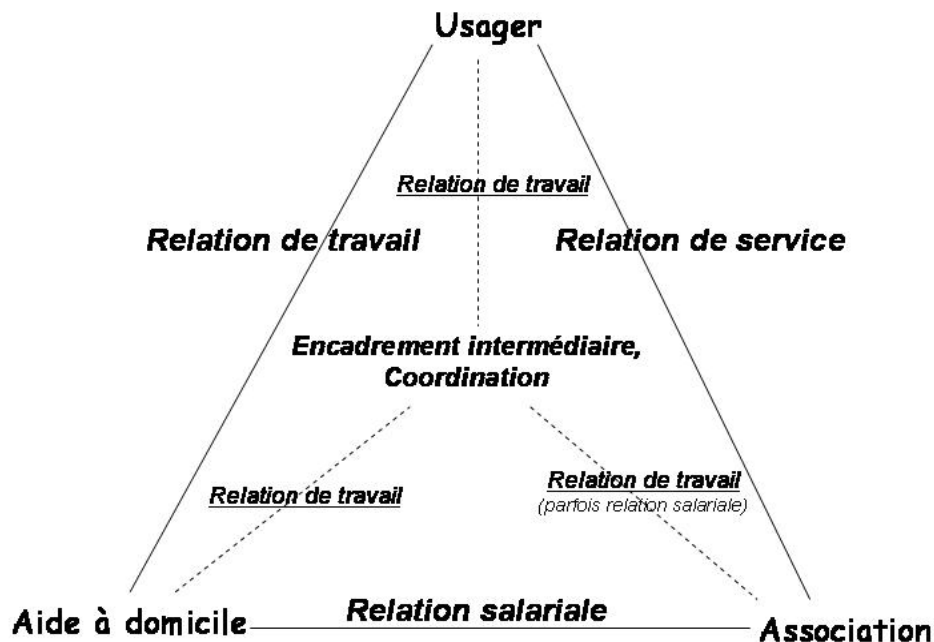 Usager
Relation de travail
Relation de travail
Relation de service
Encadrement intermédiaire,
Coordination
Relation de travail
Relation de travail
(parfois relation salariale)
Aide à domicile
Relation salariale
Association